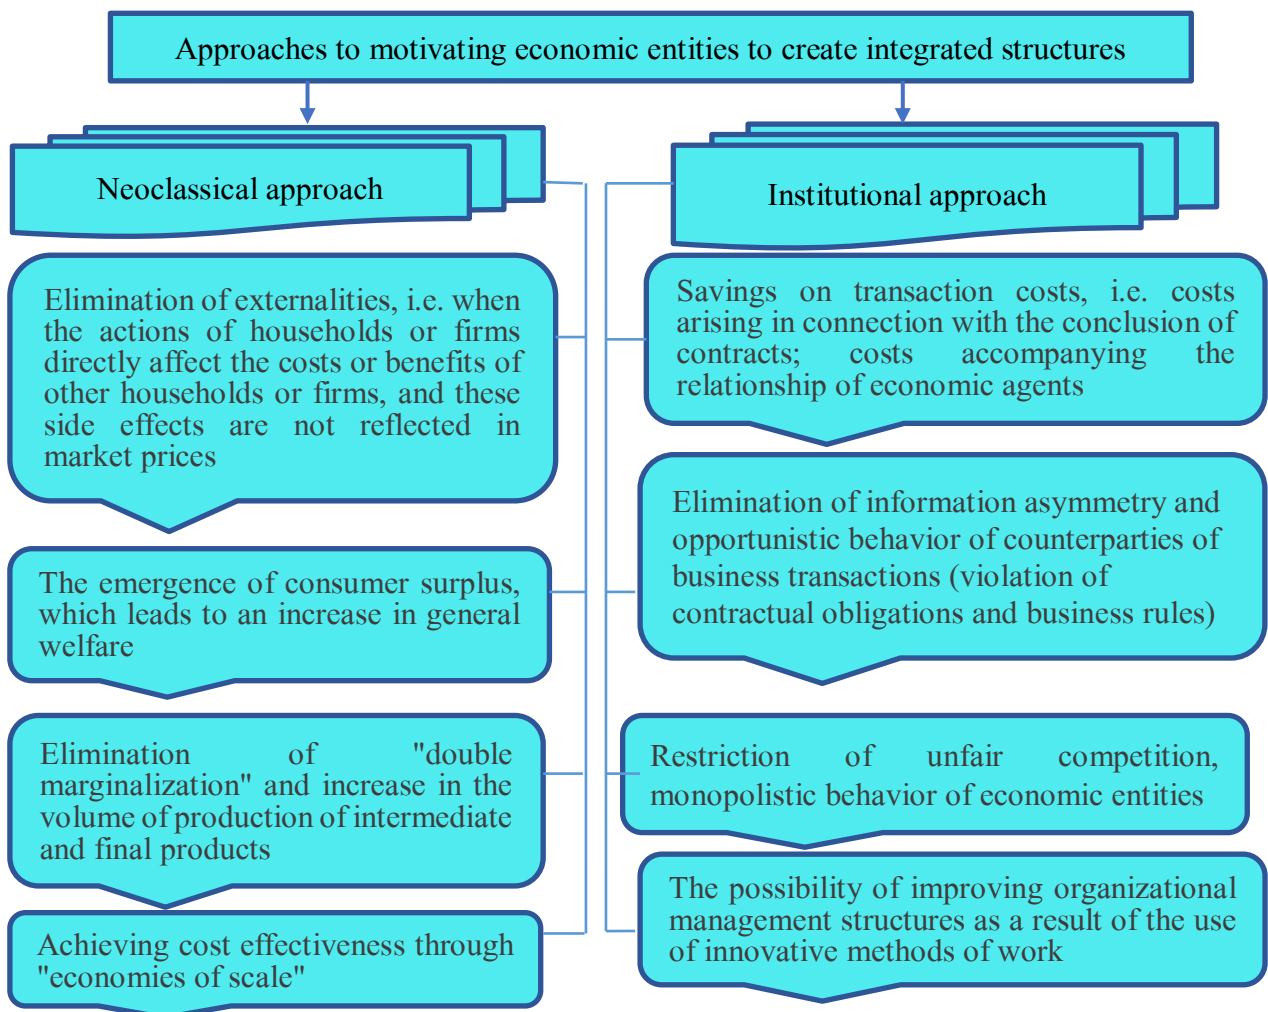 Approaches to motivating economic entities to create integrated structures
Neoclassical approach
Elimination of externalities, i.e. when
the actions of households or firms
directly affect the costs or benefits of
other households or firms, and these
side effects are not reflected in
market prices
The emergence of consumer surplus,
which leads to an increase in general
welfare
Elimination of "double
marginalization" and increase in the
volume of production of intermediate
and final products
Achieving cost effectiveness through
"economies of scale"
Institutional approach
Savings on transaction costs, i.e. costs
arising in connection with the conclusion of
contracts; costs accompanying the
relationship of economic agents
Elimination of information asymmetry and
opportunistic behavior of counterparties of
business transactions (violation of
contractual obligations and business rules)
Restriction of unfair competition,
monopolistic behavior of economic entities
The possibility of improving organizational
management structures as a result of the use
of innovative methods of work